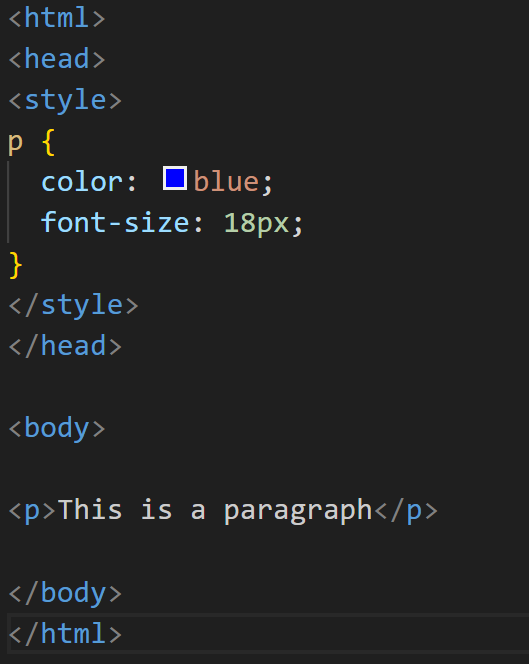 <html>
<head>
<style>
p {
  color: blue;
  font-size: 18px;
}
</style>
</head>
<body>
<p>This is a paragraph</p>
</body>
</html>